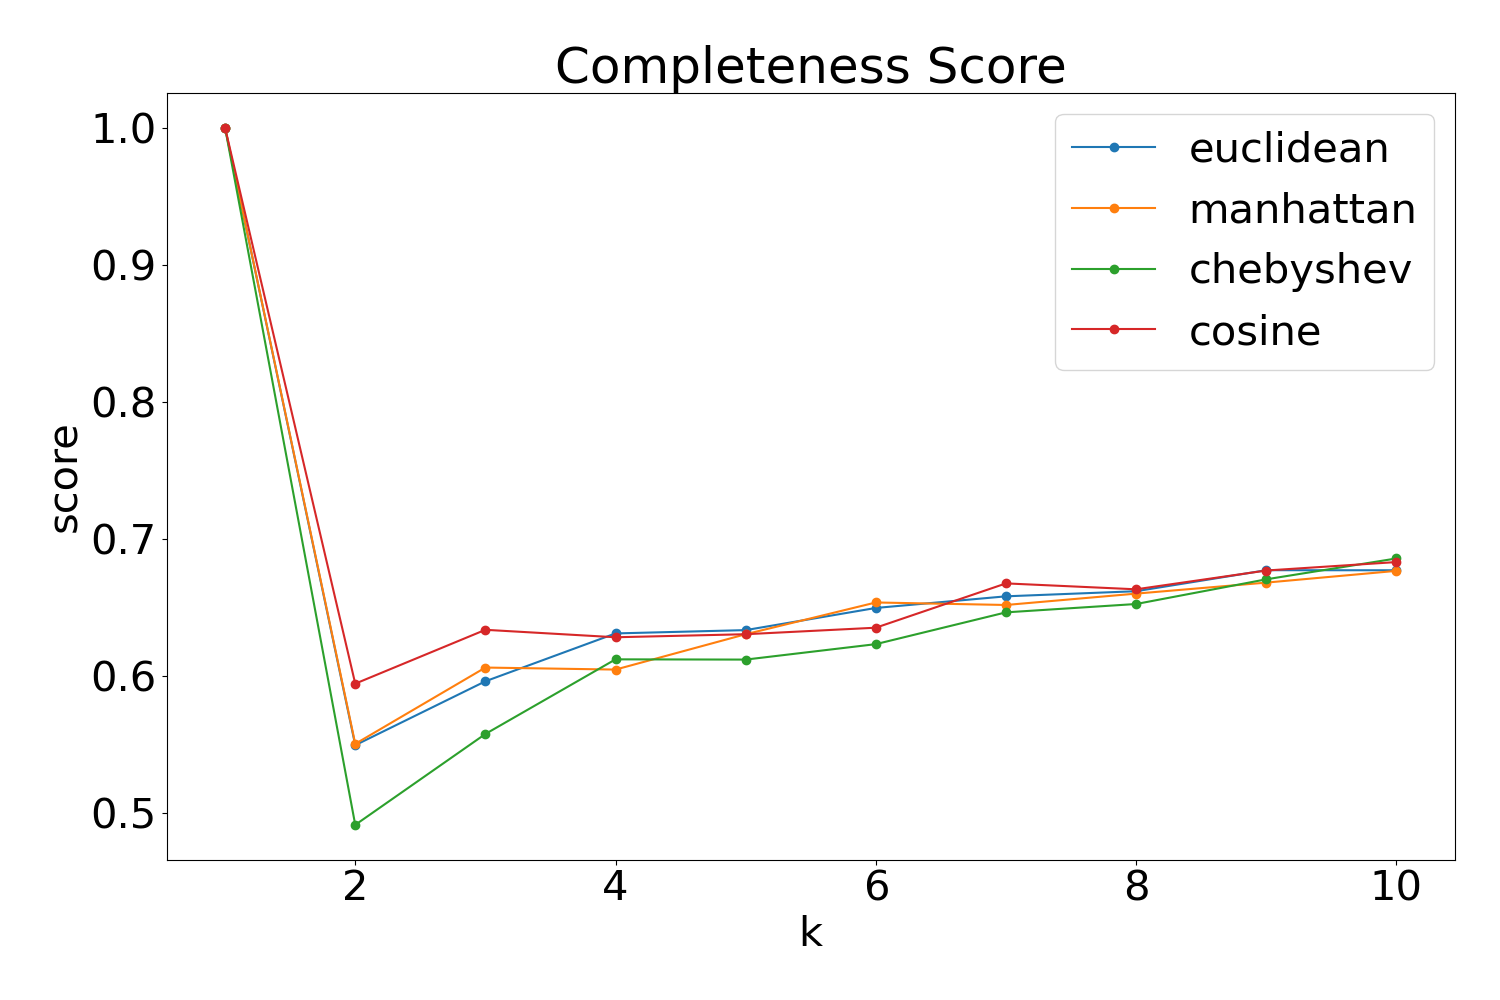 Completeness Score
1.0
0.9
0.8
0.7
0.6
0.5
score
euclidean
manhattan
chebyshev
cosine
2 4 6 8 10
k